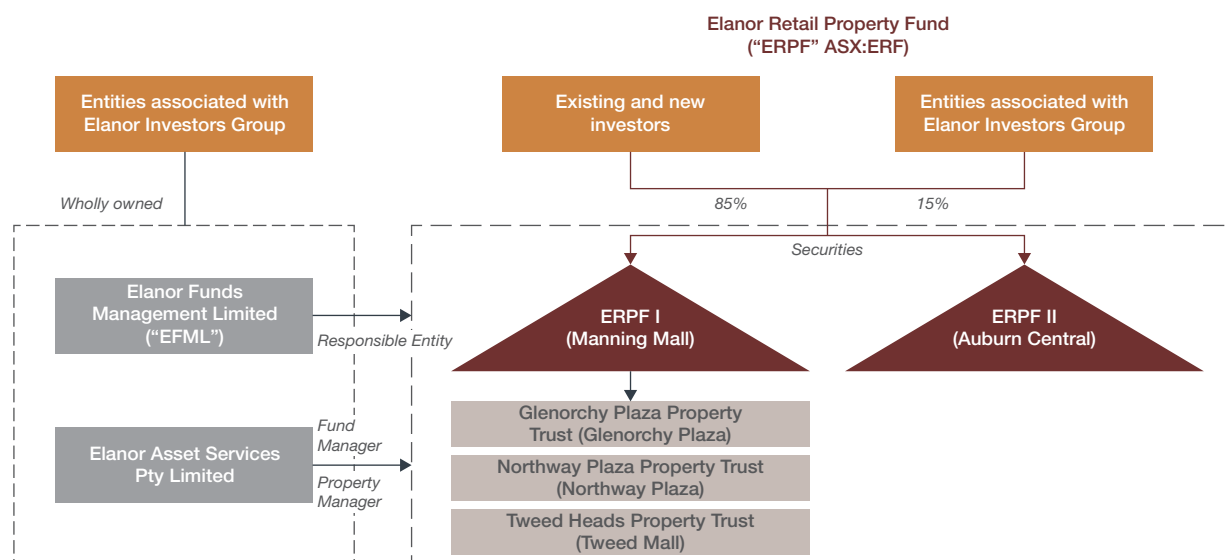 Elanor Retail Property Fund
(“ERPF” ASX:ERF)
Entities associated with
Elanor Investors Group
Existing and new
investors
Entities associated with
Elanor Investors Group
Wholly owned
85%
15%
Securities
Elanor Funds
Management Limited
(“EFML”)
Responsible Entity
ERPF I
(Manning Mall)
ERPF II
(Auburn Central)
Elanor Asset Services
Pty Limited
Fund
Manager
Property
Manager
Glenorchy Plaza Property
Trust (Glenorchy Plaza)
Northway Plaza Property Trust
(Northway Plaza)
Tweed Heads Property Trust
(Tweed Mall)